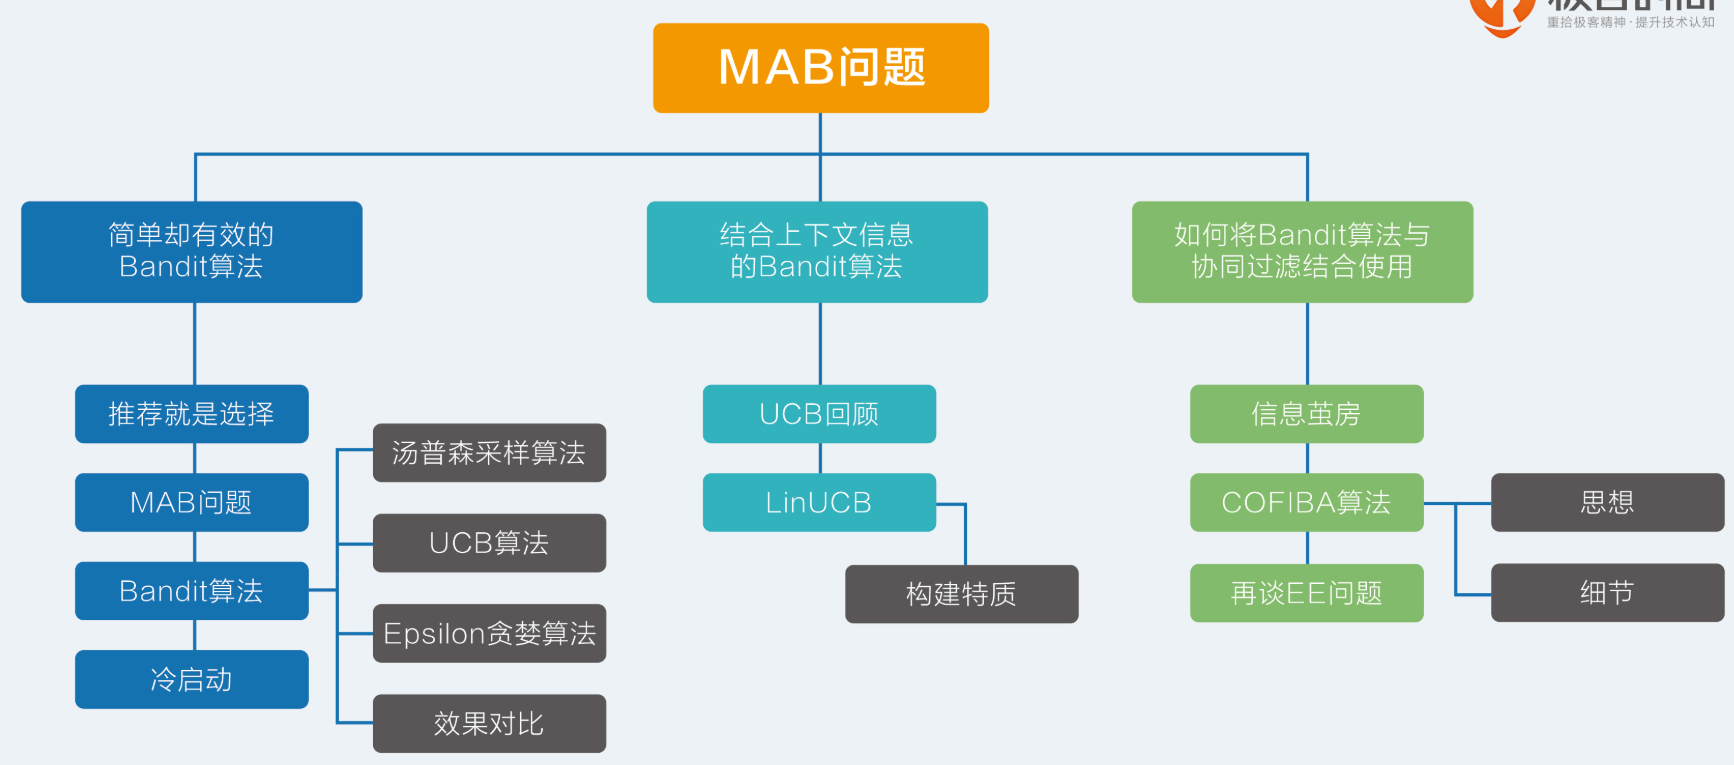 重拾极客精神·提升技术认知
MAB问题
简单却有效的
Bandit算法
结合上下文信息
的Bandit算法
如何将Bandit算法与
协同过滤结合使用
推荐就是选择
MAB问题
Bandit算法
冷启动
汤普森采样算法
UCB算法
Epsilon贪婪算法
效果对比
UCB回顾
LinUCB
构建特质
信息茧房
COFIBA算法
再谈EE问题
思想
细节